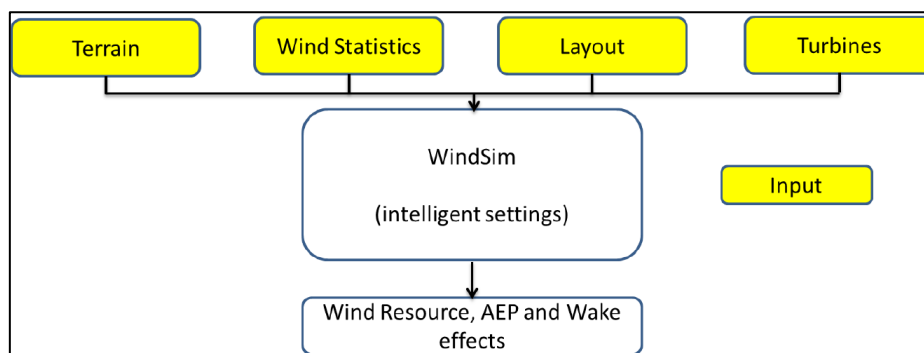 Terrain
Wind Statistics
Layout
Turbines
WindSim
(intelligent settings)
Input
Wind Resource, AEP and Wake
effects